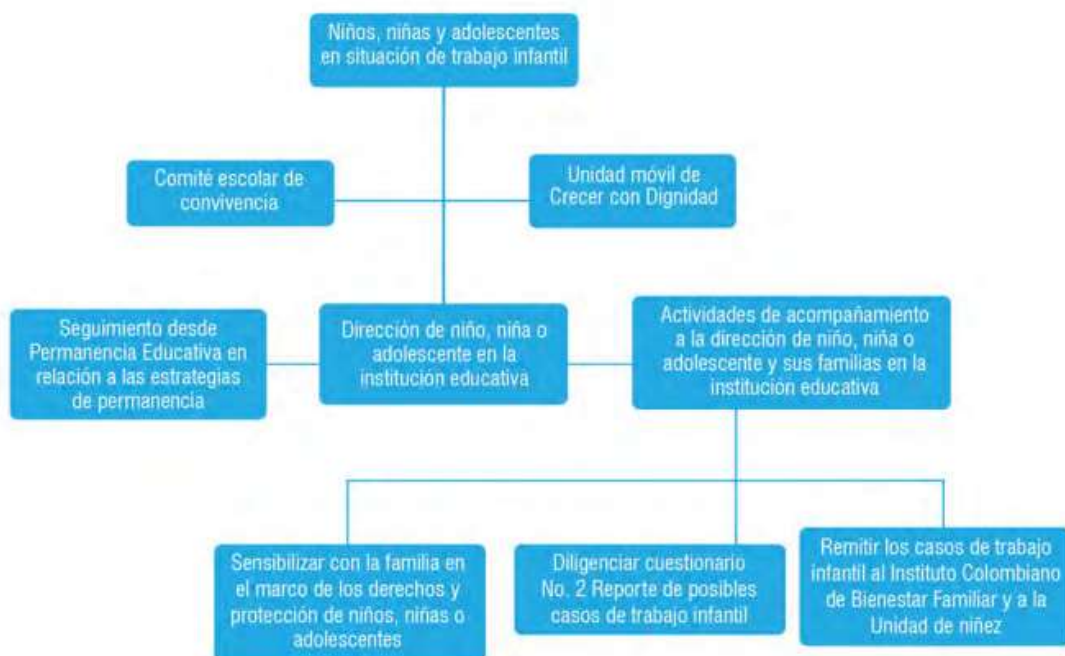 Niños, niñas y adolescentes
en situación de trabajo infantil
Comité escolar de
convivencia
Unidad móvil de
Crecer con Dignidad
Seguimiento desde
Permanencia Educativa en
relación a las estrategias
de permanencia
Dirección de niño, niña o
adolescente en la
institución educativa
Actividades de acompañamiento
a la dirección de niño, niña o
adolescente y sus familias en la
institución educativa
Sensibilizar con la familia en
el marco de los derechos y
protección de niños, niñas o
adolescentes
Diligenciar cuestionario
No. 2 Reporte de posibles
casos de trabajo infantil
Remitir los casos de trabajo
infantil al Instituto Colombiano
de Bienestar Familiar y a la
Unidad de niñez